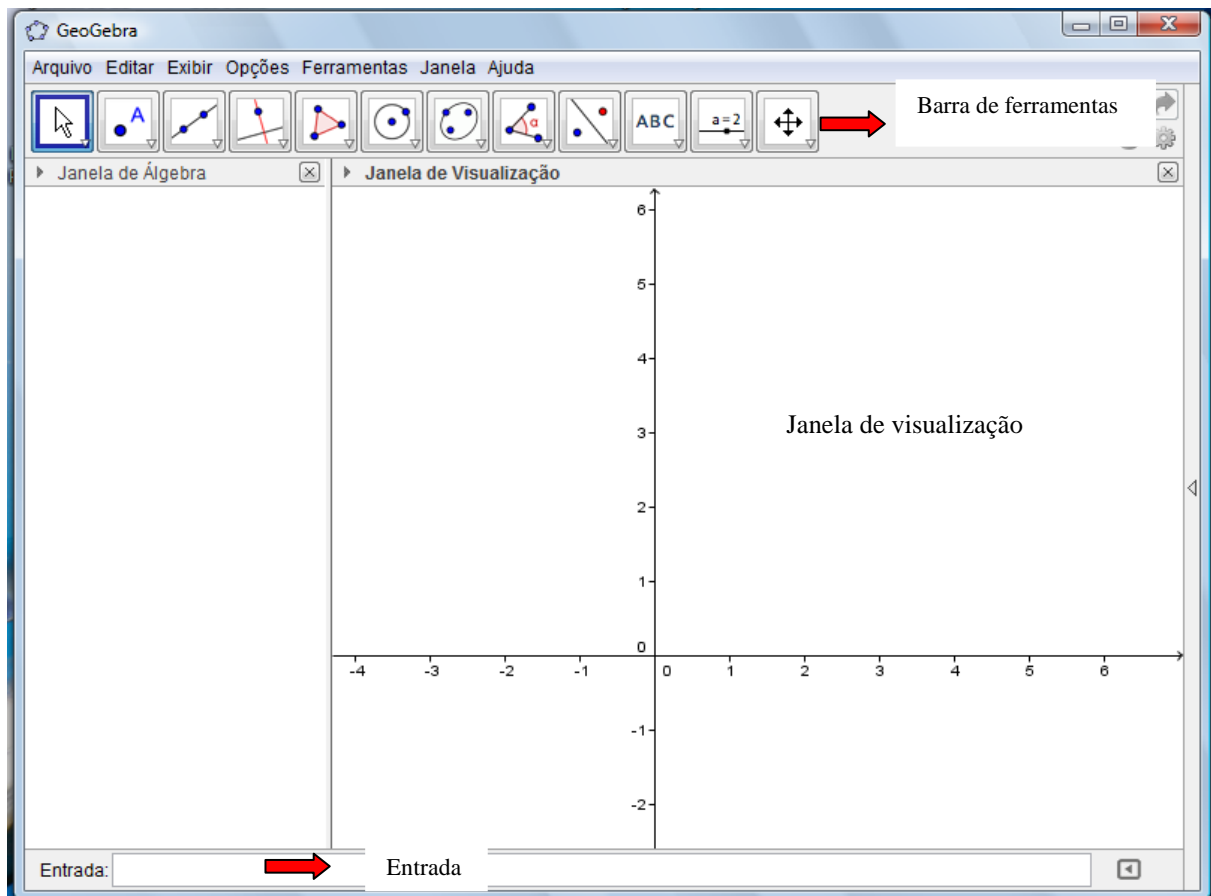 GeoGebra
Arquivo Editar Exibir Opções Ferramentas Janela Ajuda
A
α
ABC
a=2
Barra de ferramentas
Janela de Álgebra
Janela de Visualização
6
5
4
3
Janela de visualização
2
1
0
-4 -3 -2 -1 0 1 2 3 4 5 6
-1
-2
Entrada:
Entrada